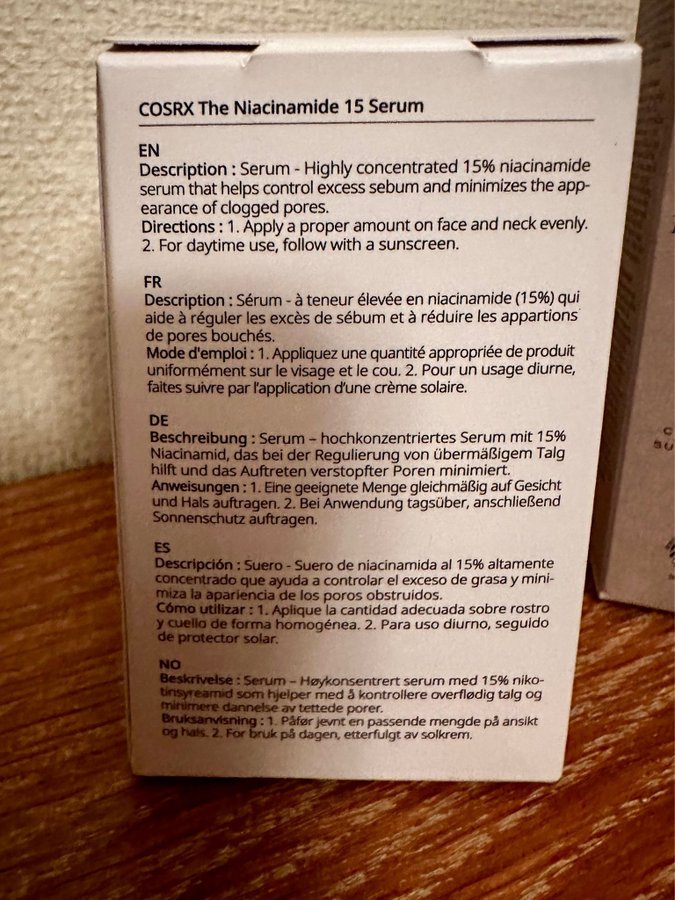 COSRX The Niacinamide 15 Serum
EN
Description : Serum - Highly concentrated 15% niacinamide
serum that helps control excess sebum and minimizes the app-
earance of clogged pores.
Directions : 1. Apply a proper amount on face and neck evenly.
2. For daytime use, follow with a sunscreen.
FR
Description : Sérum - à teneur élevée en niacinamide (15%) qui
aide à réguler les excès de sébum et à réduire les appartions
de pores bouchés.
Mode d'emploi : 1. Appliquez une quantité appropriée de produit
uniformément sur le visage et le cou. 2. Pour un usage diurne,
faites suivre par l'application d'une crème solaire.
DE
Beschreibung : Serum – hochkonzentriertes Serum mit 15%
Niacinamid, das bei der Regulierung von übermäßigem Talg
hilft und das Auftreten verstopfter Poren minimiert.
Anweisungen : 1. Eine geeignete Menge gleichmäßig auf Gesicht
und Hals auftragen. 2. Bei Anwendung tagsüber, anschließend
Sonnenschutz auftragen.
ES
Descripción : Suero - Suero de niacinamida al 15% altamente
concentrado que ayuda a controlar el exceso de grasa y mini-
miza la apariencia de los poros obstruidos.
Cómo utilizar : 1. Aplique la cantidad adecuada sobre rostro
y cuello de forma homogénea. 2. Para uso diurno, seguido
de protector solar.
NO
Beskrivelse : Serum – Høykonsentrert serum med 15% niko-
tinsyreamid som hjelper med å kontrollere overflødig talg og
minimere dannelse av tettede porer.
Bruksanvisning : 1. Påfør jevnt en passende mengde på ansikt
og hals. 2. For bruk på dagen, etterfulgt av solkrem.